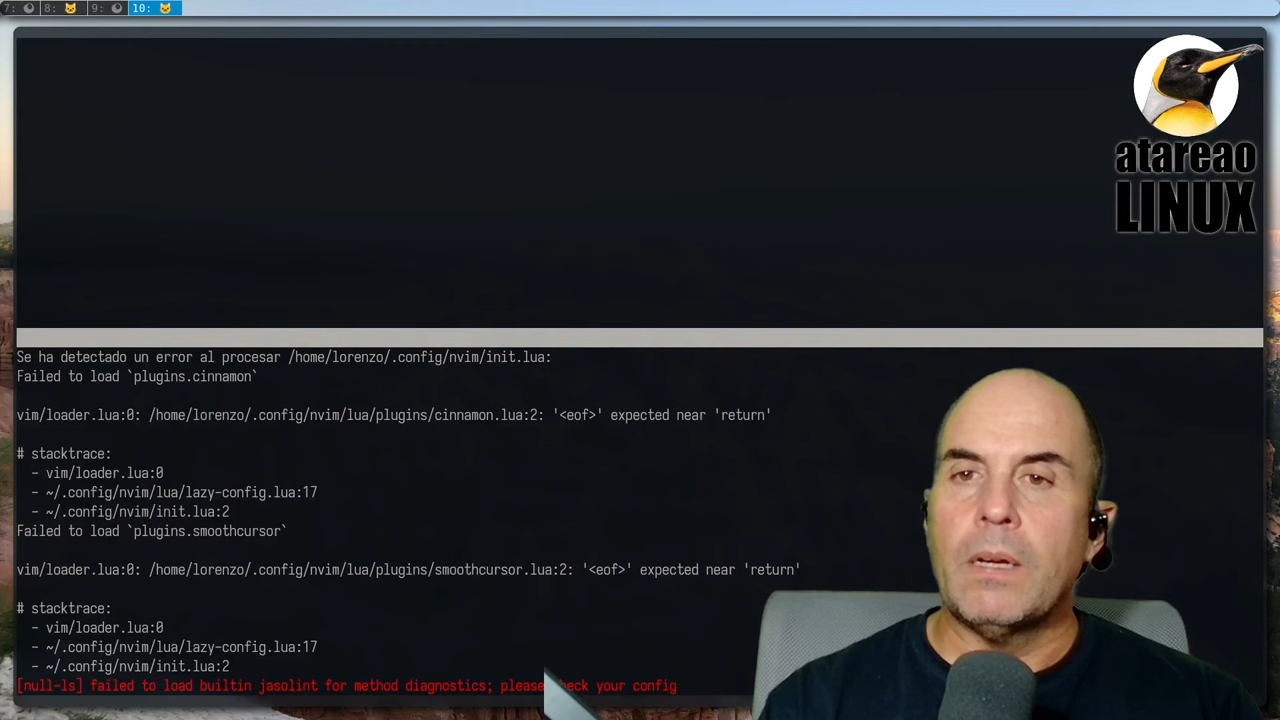 7:
8:
9:
10:
atareao
LINUX
Se ha detectado un error al procesar /home/lorenzo/.config/nvim/init.lua:
Failed to load `plugins.cinnamon`
vim/loader.lua:0: /home/lorenzo/.config/nvim/lua/plugins/cinnamon.lua:2: '<eof>' expected near 'return'
# stacktrace:
- vim/loader.lua:0
- ~/.config/nvim/lua/lazy-config.lua:17
- ~/.config/nvim/init.lua:2
Failed to load `plugins.smoothcursor`
vim/loader.lua:0: /home/lorenzo/.config/nvim/lua/plugins/smoothcursor.lua:2: '<eof>' expected near 'return'
# stacktrace:
- vim/loader.lua:0
- ~/.config/nvim/lua/lazy-config.lua:17
- ~/.config/nvim/init.lua:2
[null-ls] failed to load builtin jasolint for method diagnostics; please heck your config